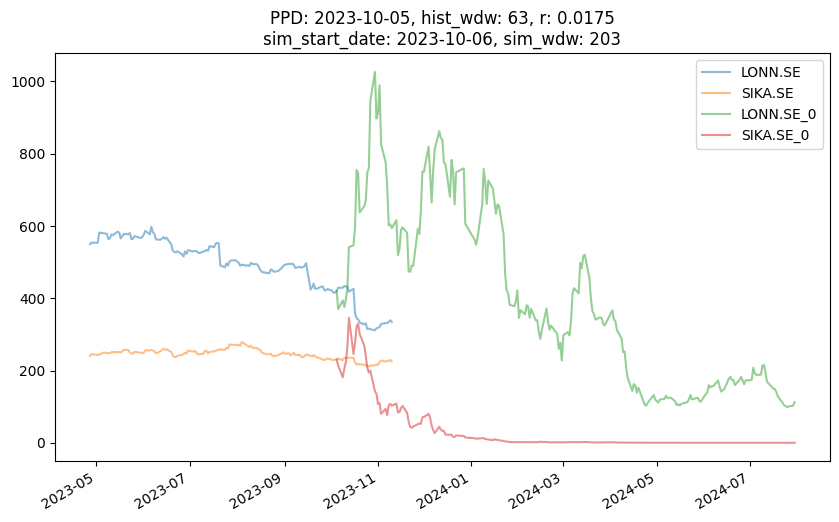 PPD: 2023-10-05, hist_wdw: 63, r: 0.0175
sim_start_date: 2023-10-06, sim_wdw: 203
1000
800
600
400
200
0
LONN.SE
SIKA.SE
LONN.SE_0
SIKA.SE_0
2023-05
2023-07
2023-09
2023-11
2024-01
2024-03
2024-05
2024-07